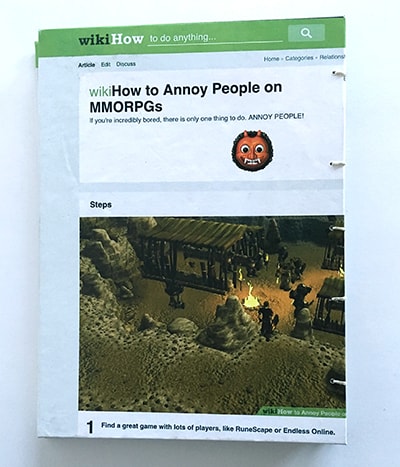 wikiHow to do anything...
Article Edit Discuss
Home » Categories » Relationsh
wikiHow to Annoy People on
MMORPGs
If you're incredibly bored, there is only one thing to do. ANNOY PEOPLE!
Steps
wikiHow to Annoy People on
1 Find a great game with lots of players, like RuneScape or Endless Online.